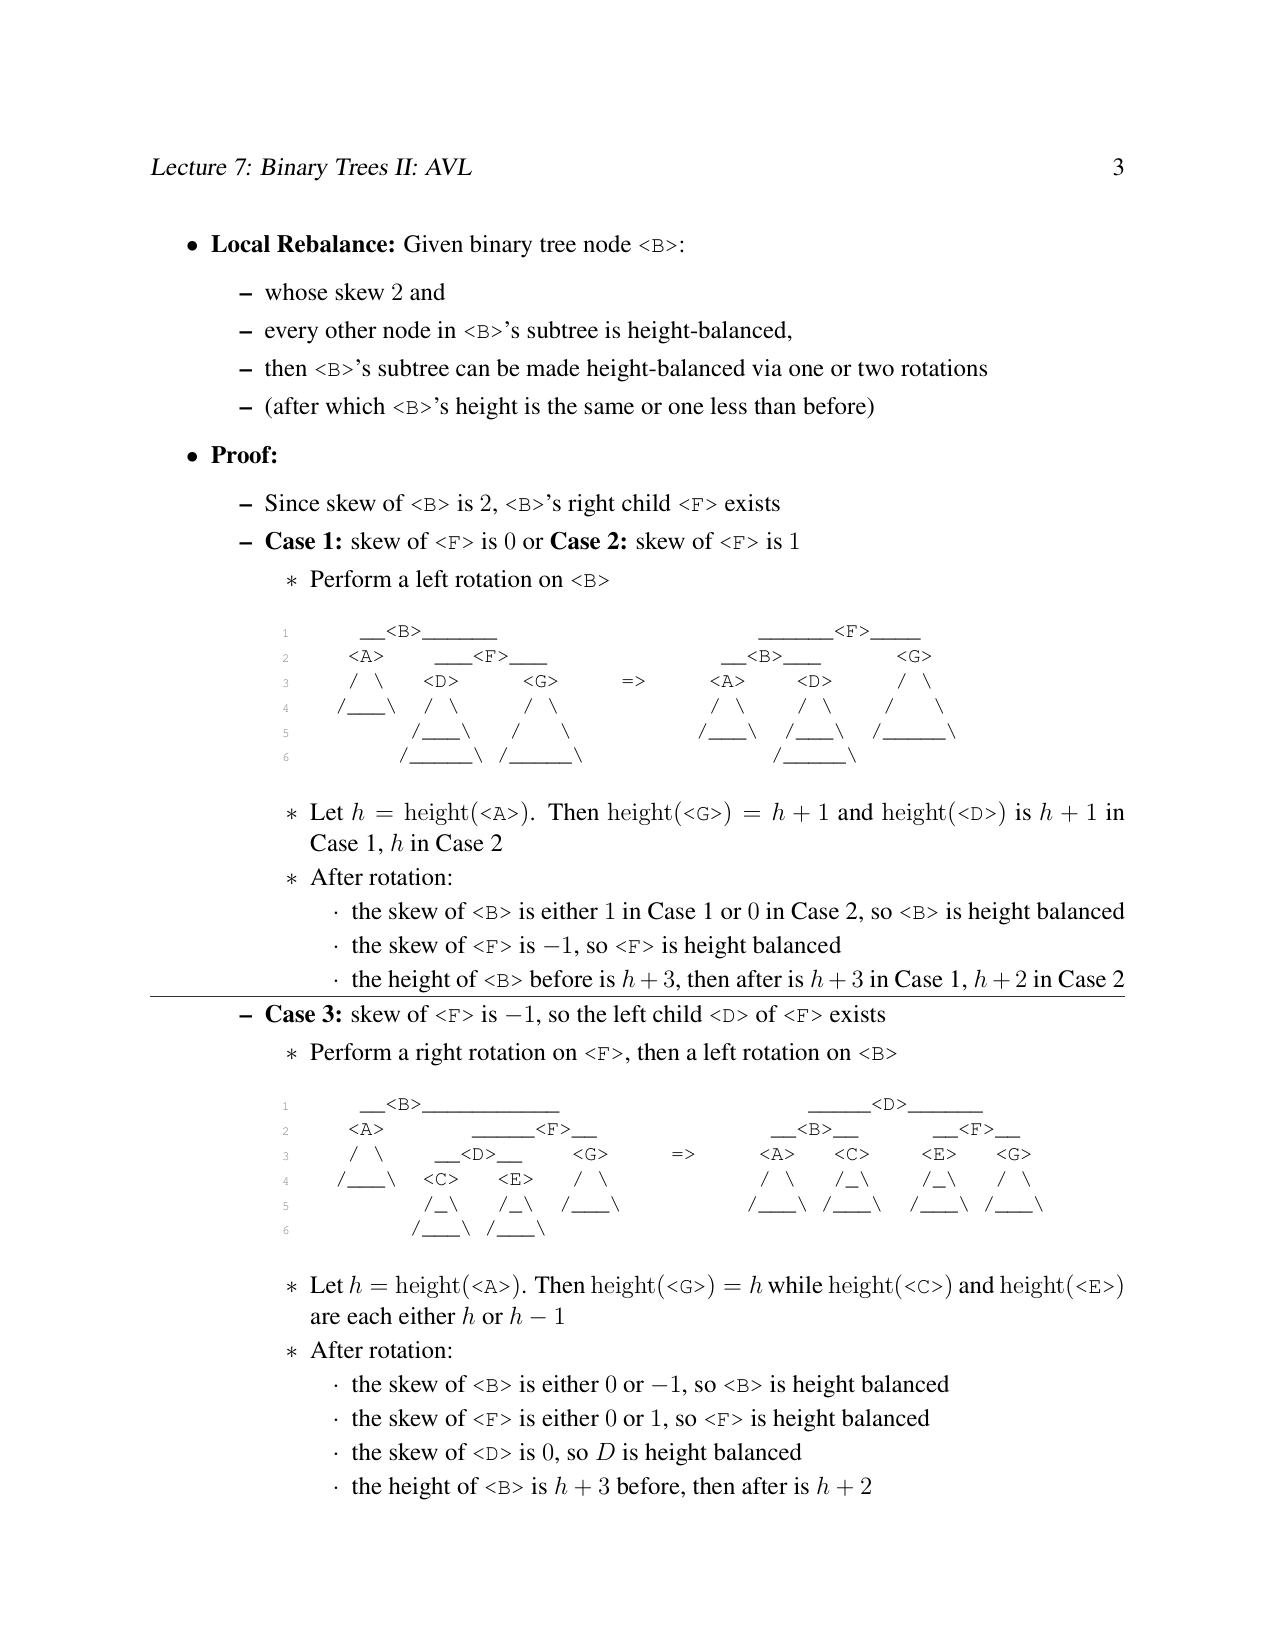 Lecture 7: Binary Trees II: AVL 3
• Local Rebalance: Given binary tree node <B>:
– whose skew 2 and
– every other node in <B>’s subtree is height-balanced,
– then <B>’s subtree can be made height-balanced via one or two rotations
– (after which <B>’s height is the same or one less than before)
• Proof:
– Since skew of <B> is 2, <B>’s right child <F> exists
– Case 1: skew of <F> is 0 or Case 2: skew of <F> is 1
∗ Perform a left rotation on <B>
1      __<B>______                     ______<F>____
2     <A>    ___<F>___              __<B>___      <G>
3     / \   <D>     <G>     =>     <A>    <D>     / \
4    /___\  / \     / \            / \    / \    /   \
5          /___\   /   \          /___\  /___\  /_____\
6         /_____\ /_____\               /_____\
∗ Let h = height(<A>). Then height(<G>) = h + 1 and height(<D>) is h + 1 in
Case 1, h in Case 2
∗ After rotation:
· the skew of <B> is either 1 in Case 1 or 0 in Case 2, so <B> is height balanced
· the skew of <F> is −1, so <F> is height balanced
· the height of <B> before is h + 3, then after is h + 3 in Case 1, h + 2 in Case 2
– Case 3: skew of <F> is −1, so the left child <D> of <F> exists
∗ Perform a right rotation on <F>, then a left rotation on <B>
1      __<B>___________                    _____<D>______
2     <A>       _____<F>__              __<B>__      __<F>__
3     / \    __<D>__    <G>     =>     <A>   <C>    <E>   <G>
4    /___\  <C>   <E>   / \            / \   /_\    /_\   / \
5           /_\   /_\  /___\          /___\ /___\  /___\ /___\
6          /___\ /___\
∗ Let h = height(<A>). Then height(<G>) = h while height(<C>) and height(<E>)
are each either h or h − 1
∗ After rotation:
· the skew of <B> is either 0 or −1, so <B> is height balanced
· the skew of <F> is either 0 or 1, so <F> is height balanced
· the skew of <D> is 0, so D is height balanced
· the height of <B> is h + 3 before, then after is h + 2